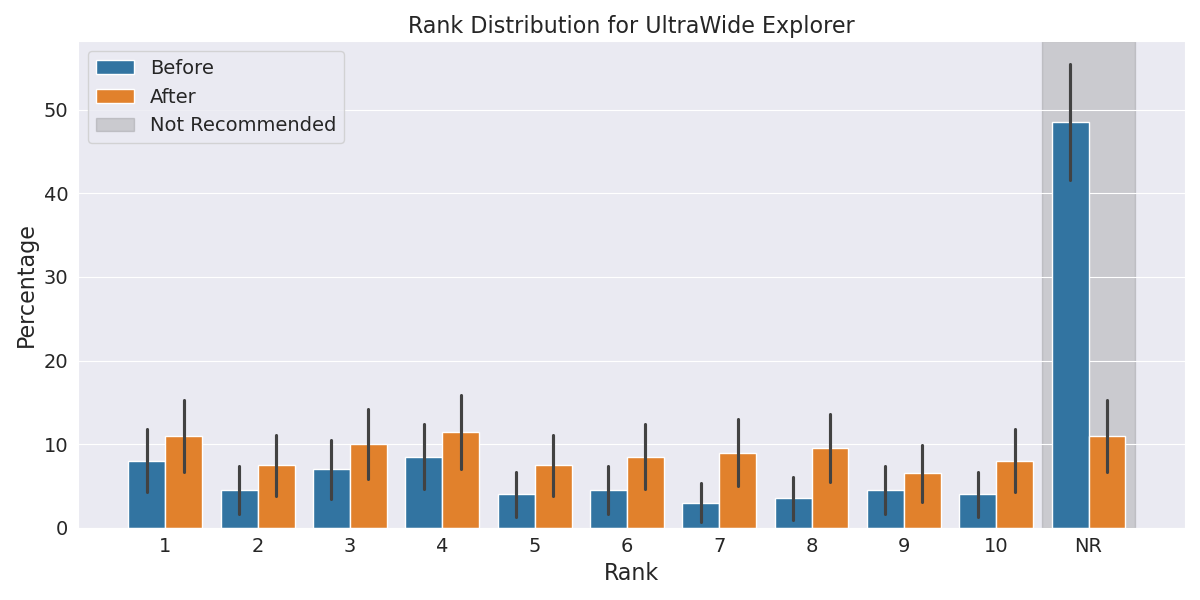 Rank Distribution for UltraWide Explorer
Before
After
Not Recommended
Percentage
50
40
30
20
10
0
1 2 3 4 5 6 7 8 9 10 NR
Rank